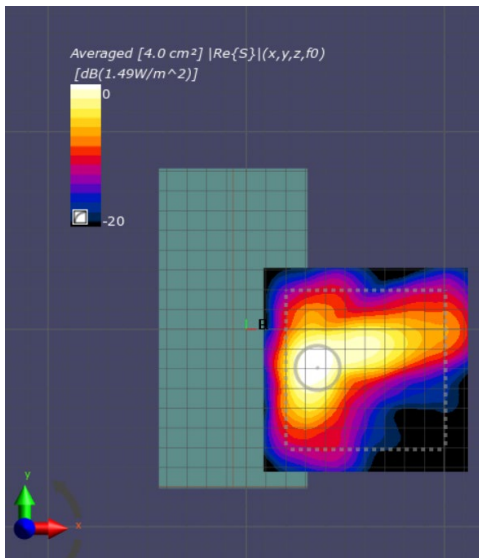 Averaged [4.0 cm²] |Re{S}|(x,y,z,f0)
[dB(1.49W/m^2)]
0
-20
y
x